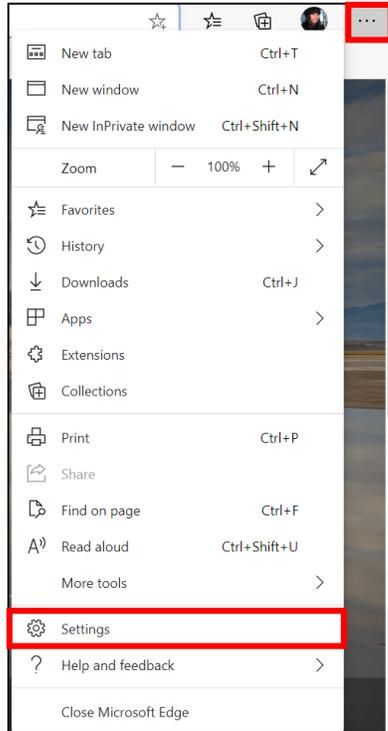 New tab Ctrl+T
New window Ctrl+N
New InPrivate window Ctrl+Shift+N
Zoom — 100% +
Favorites
History
Downloads Ctrl+J
Apps
Extensions
Collections
Print Ctrl+P
Share
Find on page Ctrl+F
Read aloud Ctrl+Shift+U
More tools
Settings
Help and feedback
Close Microsoft Edge